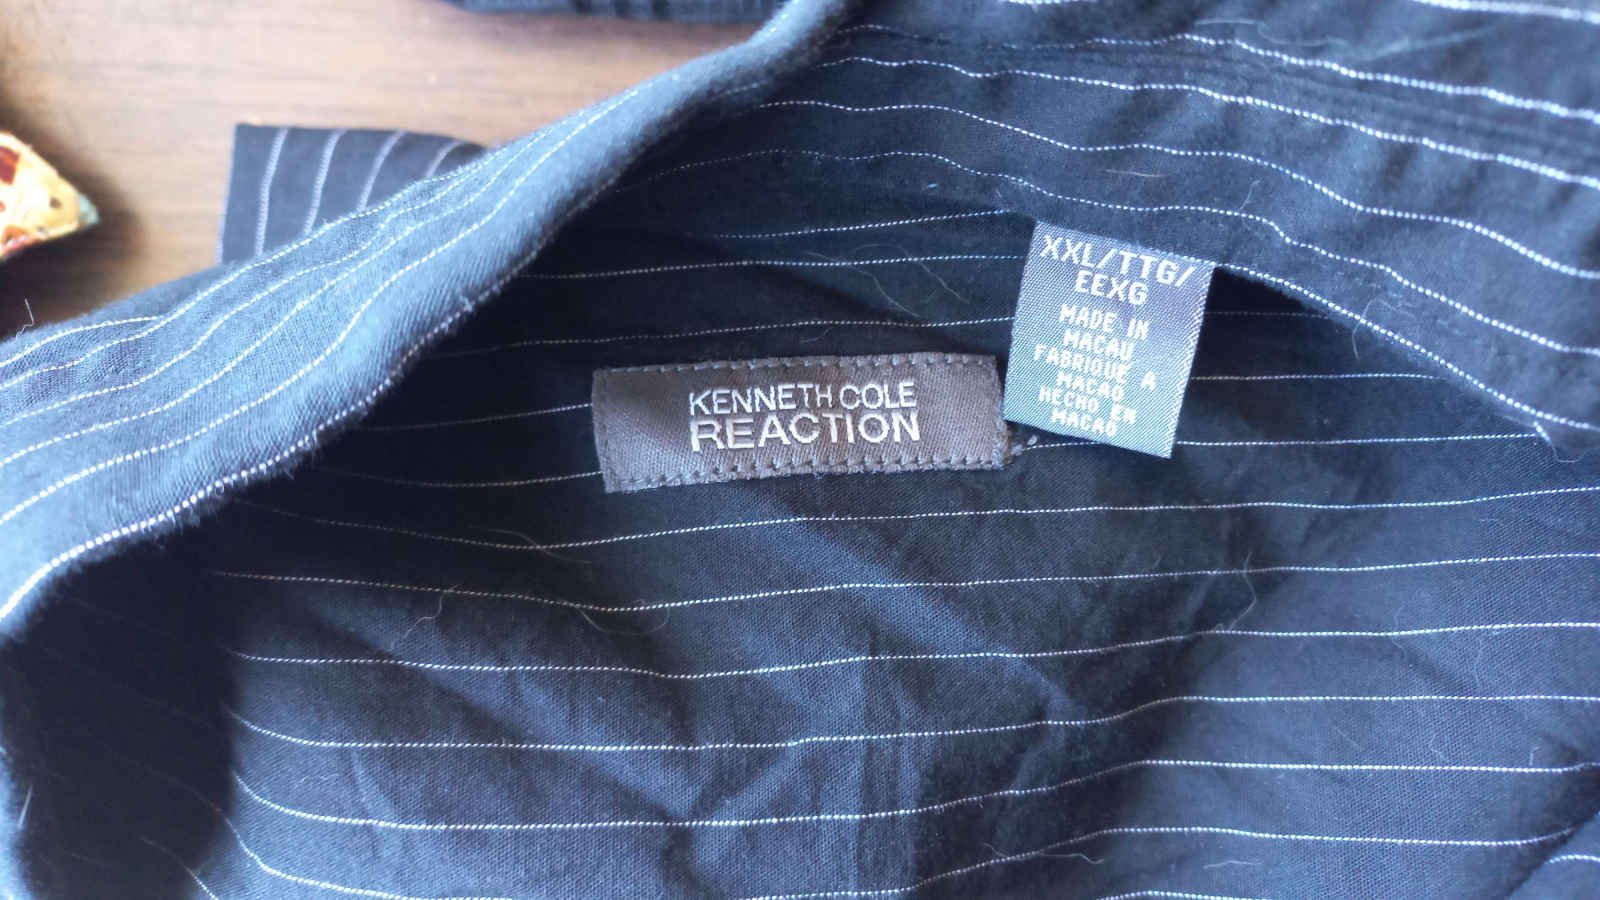 KENNETH COLE
REACTION
XXL/TTG/
EEXG
MADE IN
MACAU
FABRIQUE A
MACAO
HECHO EN
MACAO